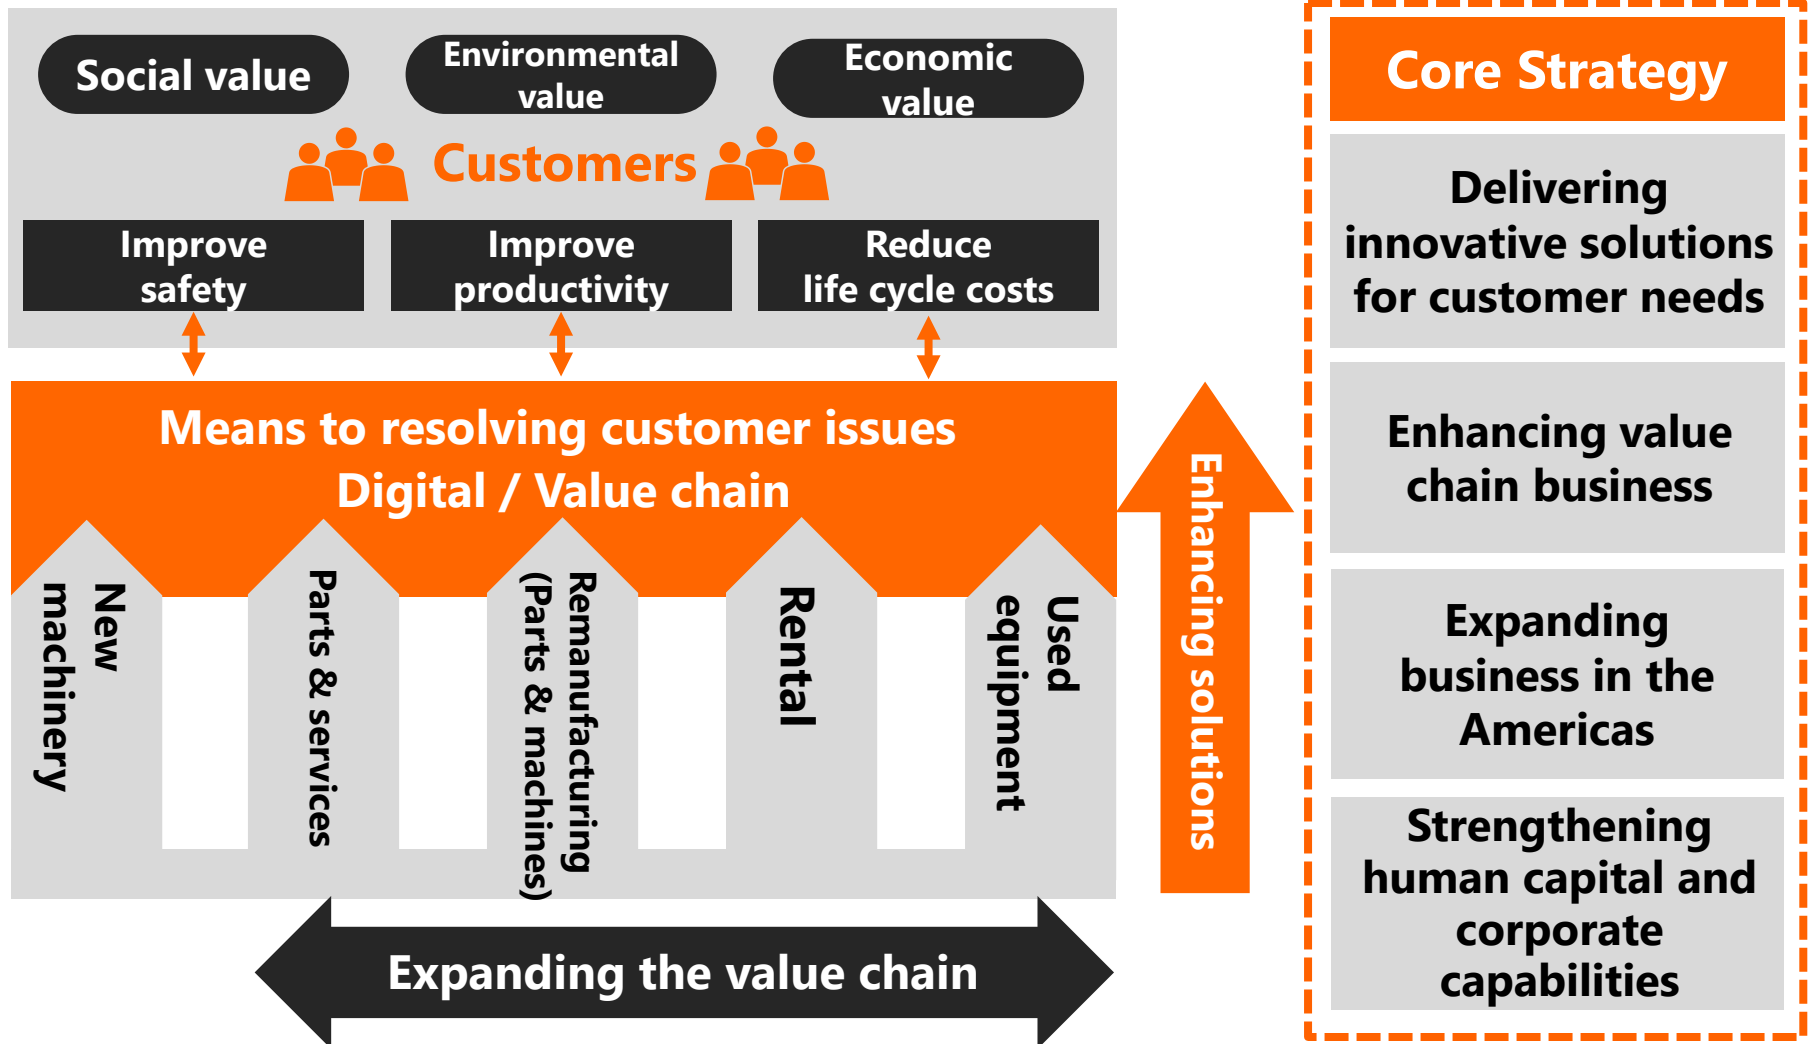 Social value
Environmental
value
Economic
value
Customers
Improve
safety
Improve
productivity
Reduce
life cycle costs
Means to resolving customer issues
Digital / Value chain
New
machinery
Parts & services
Remanufacturing
(Parts & machines)
Rental
Used
equipment
Enhancing solutions
Expanding the value chain
Core Strategy
Delivering
innovative solutions
for customer needs
Enhancing value
chain business
Expanding
business in the
Americas
Strengthening
human capital and
corporate
capabilities